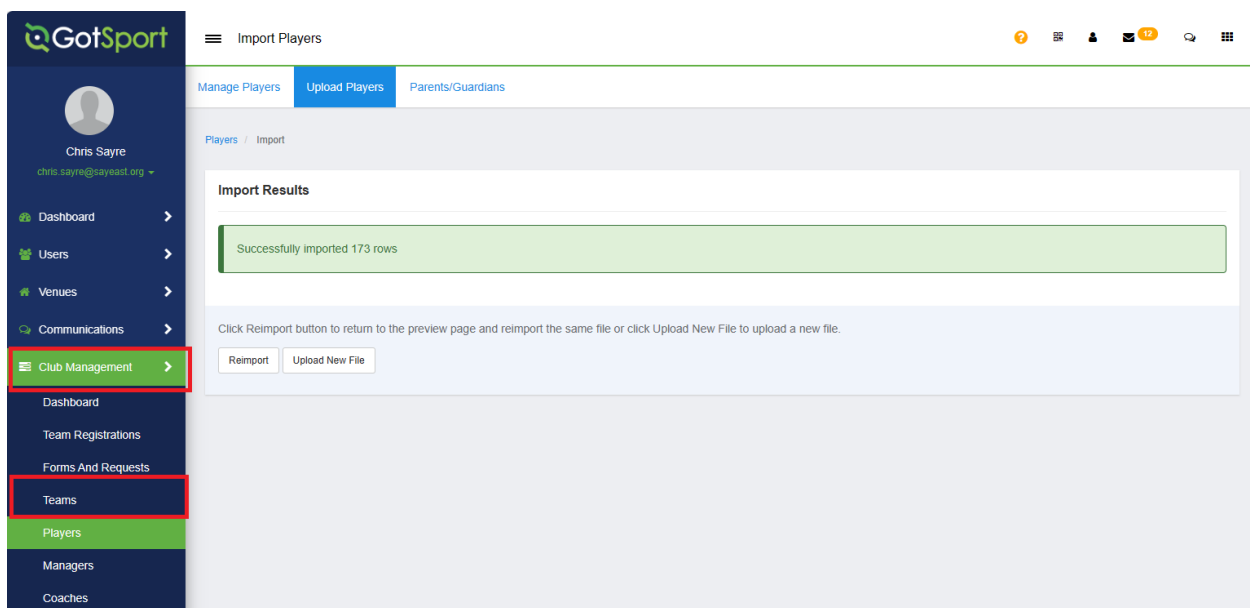 GotSport
Import Players
12
Manage Players
Upload Players
Parents/Guardians
Chris Sayre
chris.sayre@sayeast.org
Players / Import
Import Results
Successfully imported 173 rows
Click Reimport button to return to the preview page and reimport the same file or click Upload New File to upload a new file.
Reimport
Upload New File
Dashboard
Users
Venues
Communications
Club Management
Dashboard
Team Registrations
Forms And Requests
Teams
Players
Managers
Coaches